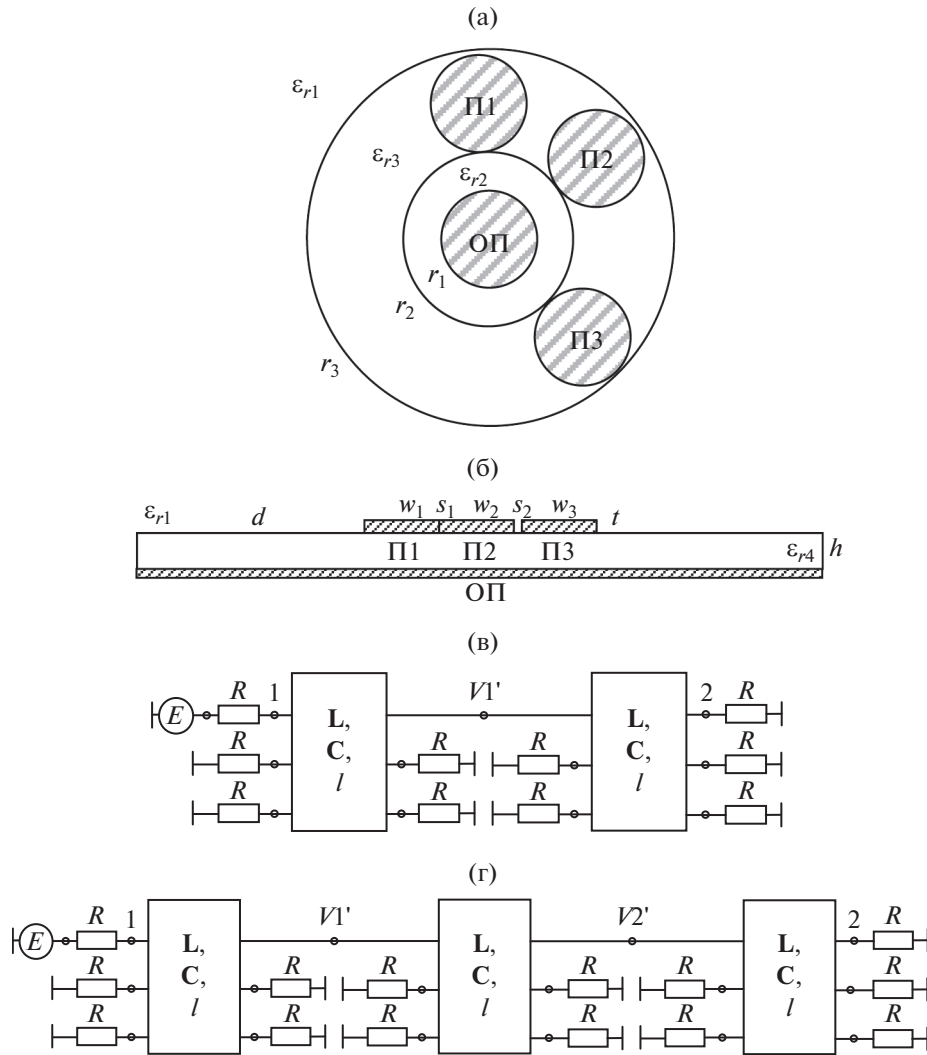 (а)
ε_{r1}
П1
П2
ε_{r3}
ε_{r2}
ОП
r_1
r_2
П3
r_3
(б)
ε_{r1} d w_1 s_1 w_2 s_2 w_3 t
П1 П2 П3 ε_{r4} h
ОП
(в)
E R 1 L, C, l V1' L, C, l 2 R
R R R R
R R R R
(г)
E R 1 L, C, l V1' L, C, l V2' L, C, l 2 R
R R R R R R
R R R R R R